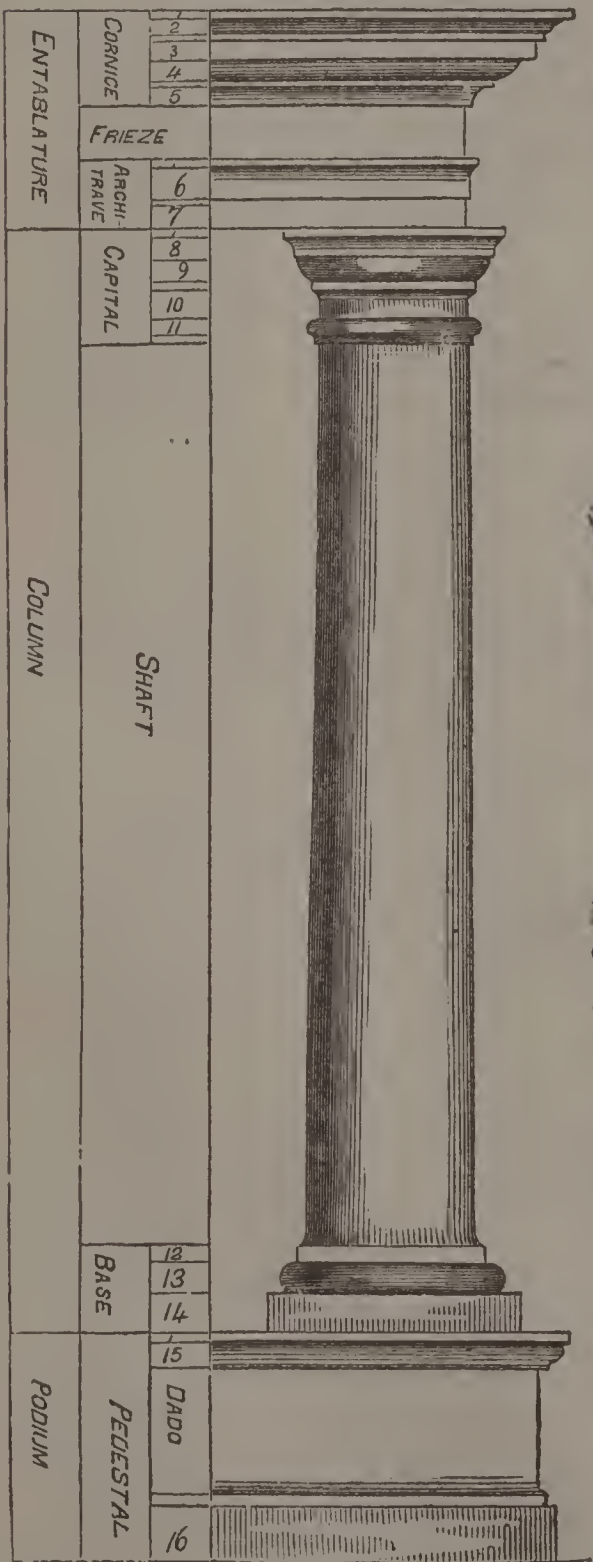 ENTABLATURE
CORNICE
1
2
3
4
5
FRIEZE
ARCHI-
TRAVE
6
7
COLUMN
CAPITAL
8
9
10
11
SHAFT
BASE
12
13
14
PODIUM
PEDESTAL
15
DADO
16